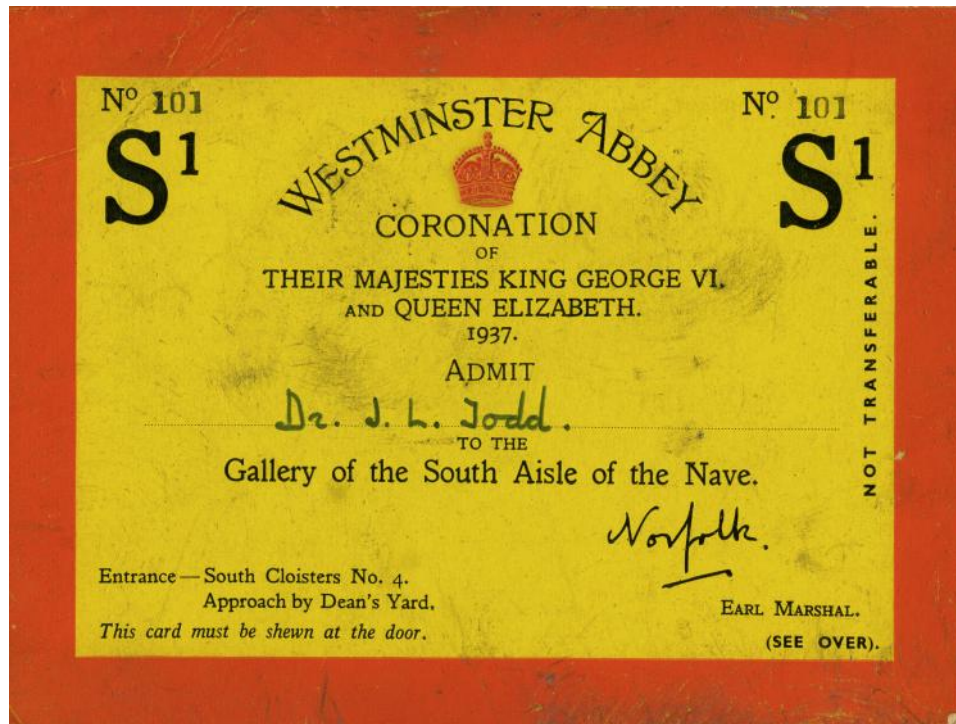 Nº 101
S1
Nº 101
S1
WESTMINSTER ABBEY
CORONATION
OF
THEIR MAJESTIES KING GEORGE VI.
AND QUEEN ELIZABETH.
1937.
ADMIT
Dr. J. L. Todd.
TO THE
Gallery of the South Aisle of the Nave.
NOT TRANSFERABLE.
Norfolk.
Entrance — South Cloisters No. 4.
Approach by Dean's Yard.
This card must be shewn at the door.
EARL MARSHAL.
(SEE OVER).